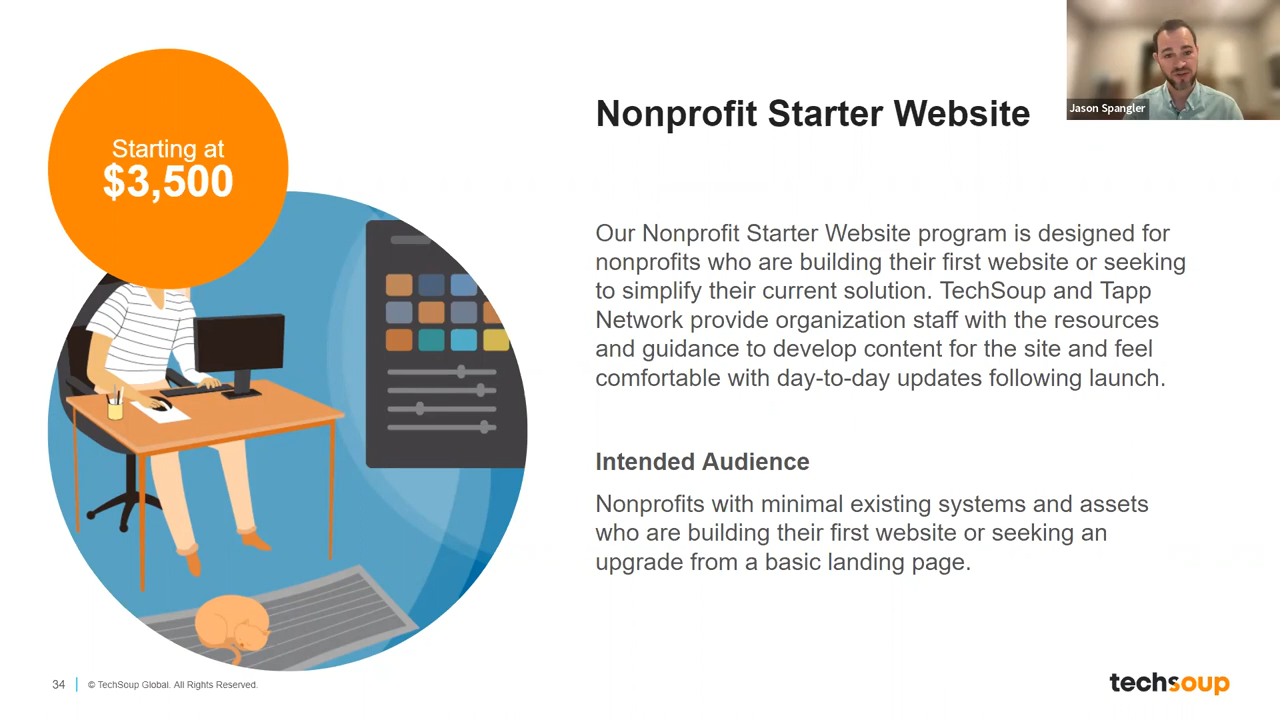 Starting at
$3,500
Nonprofit Starter Website
Jason Spangler
Our Nonprofit Starter Website program is designed for
nonprofits who are building their first website or seeking
to simplify their current solution. TechSoup and Tapp
Network provide organization staff with the resources
and guidance to develop content for the site and feel
comfortable with day-to-day updates following launch.
Intended Audience
Nonprofits with minimal existing systems and assets
who are building their first website or seeking an
upgrade from a basic landing page.
34
© TechSoup Global. All Rights Reserved.
techsoup